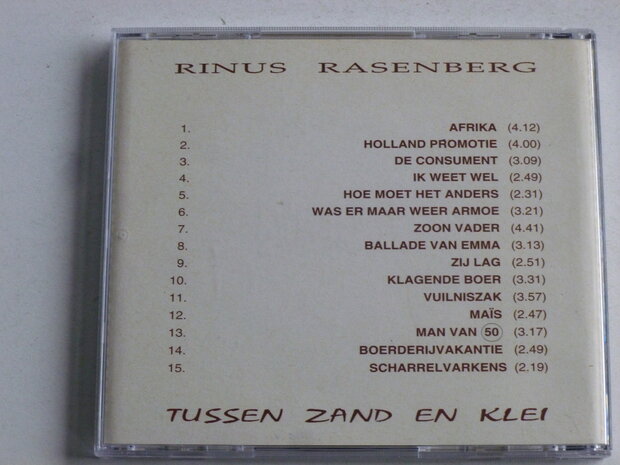 RINUS RASENBERG
1. AFRIKA (4.12)
2. HOLLAND PROMOTIE (4.00)
3. DE CONSUMENT (3.09)
4. IK WEET WEL (2.49)
5. HOE MOET HET ANDERS (2.31)
6. WAS ER MAAR WEER ARMOE (3.21)
7. ZOON VADER (4.41)
8. BALLADE VAN EMMA (3.13)
9. ZIJ LAG (2.51)
10. KLAGENDE BOER (3.31)
11. VUILNISZAK (3.57)
12. MAÏS (2.47)
13. MAN VAN 50 (3.17)
14. BOERDERIJVAKANTIE (2.49)
15. SCHARRELVARKENS (2.19)
TUSSEN ZAND EN KLEI